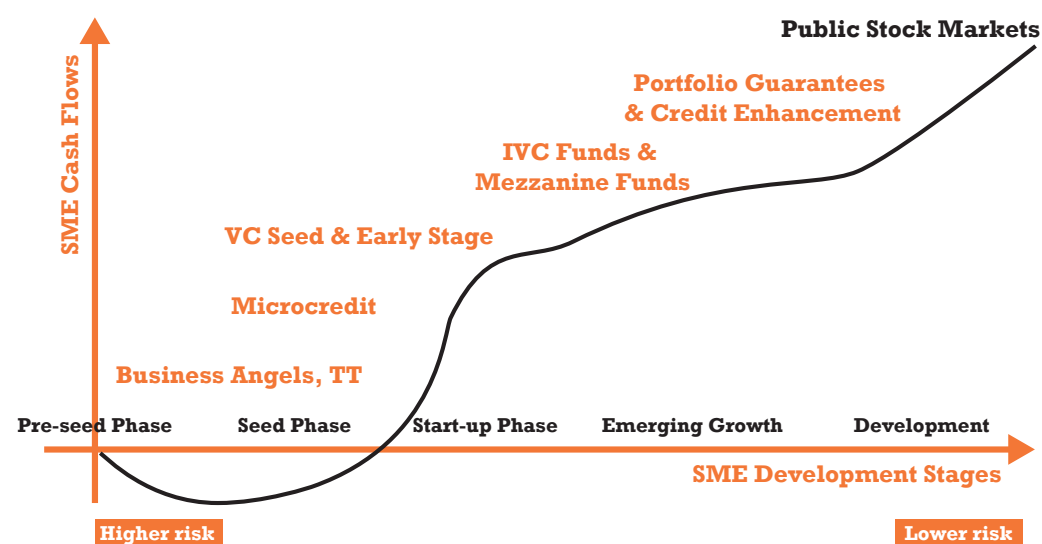 Public Stock Markets
SME Cash Flows
Portfolio Guarantees
& Credit Enhancement
IVC Funds &
Mezzanine Funds
VC Seed & Early Stage
Microcredit
Business Angels, TT
Pre-seed Phase
Seed Phase
Start-up Phase
Emerging Growth
Development
SME Development Stages
Higher risk
Lower risk